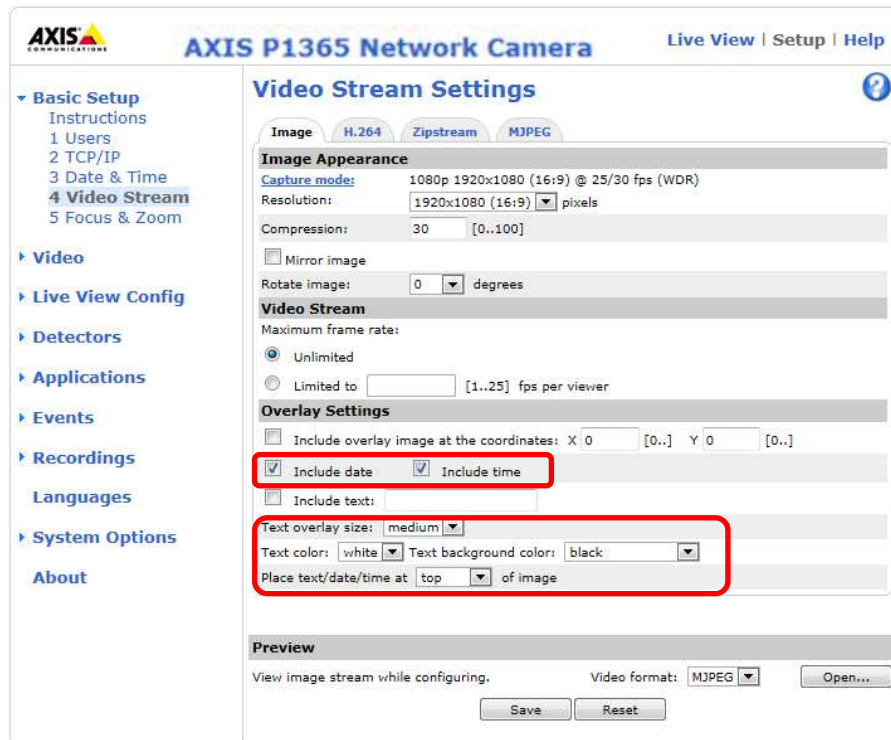 AXIS
COMMUNICATIONS
AXIS P1365 Network Camera
Live View | Setup | Help
Basic Setup
Instructions
1 Users
2 TCP/IP
3 Date & Time
4 Video Stream
5 Focus & Zoom
Video
Live View Config
Detectors
Applications
Events
Recordings
Languages
System Options
About
Video Stream Settings
?
Image H.264 Zipstream MJPEG
Image Appearance
Capture mode: 1080p 1920x1080 (16:9) @ 25/30 fps (WDR)
Resolution: 1920x1080 (16:9) pixels
Compression: 30 [0..100]
Mirror image
Rotate image: 0 degrees
Video Stream
Maximum frame rate:
Unlimited
Limited to [1..25] fps per viewer
Overlay Settings
Include overlay image at the coordinates: X 0 [0..] Y 0 [0..]
Include date Include time
Include text:
Text overlay size: medium
Text color: white Text background color: black
Place text/date/time at top of image
Preview
View image stream while configuring. Video format: MJPEG Open...
Save Reset